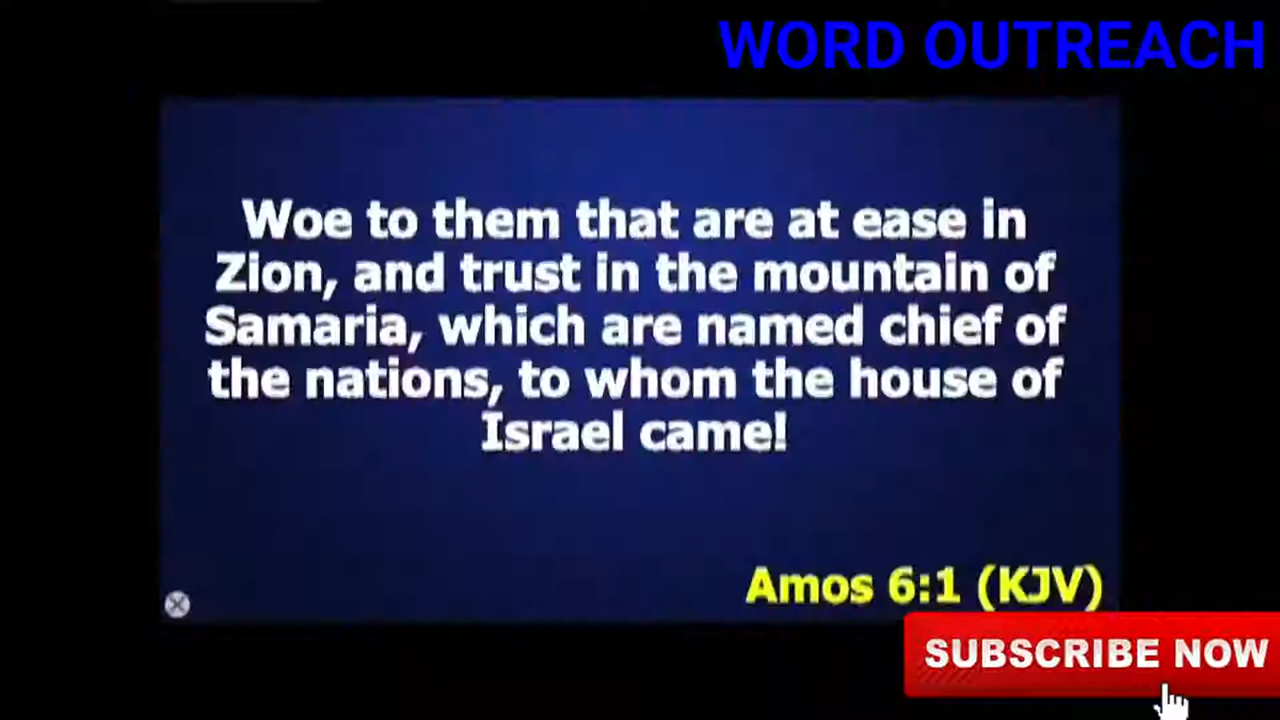 WORD OUTREACH
Woe to them that are at ease in
Zion, and trust in the mountain of
Samaria, which are named chief of
the nations, to whom the house of
Israel came!
Amos 6:1 (KJV)
SUBSCRIBE NOW